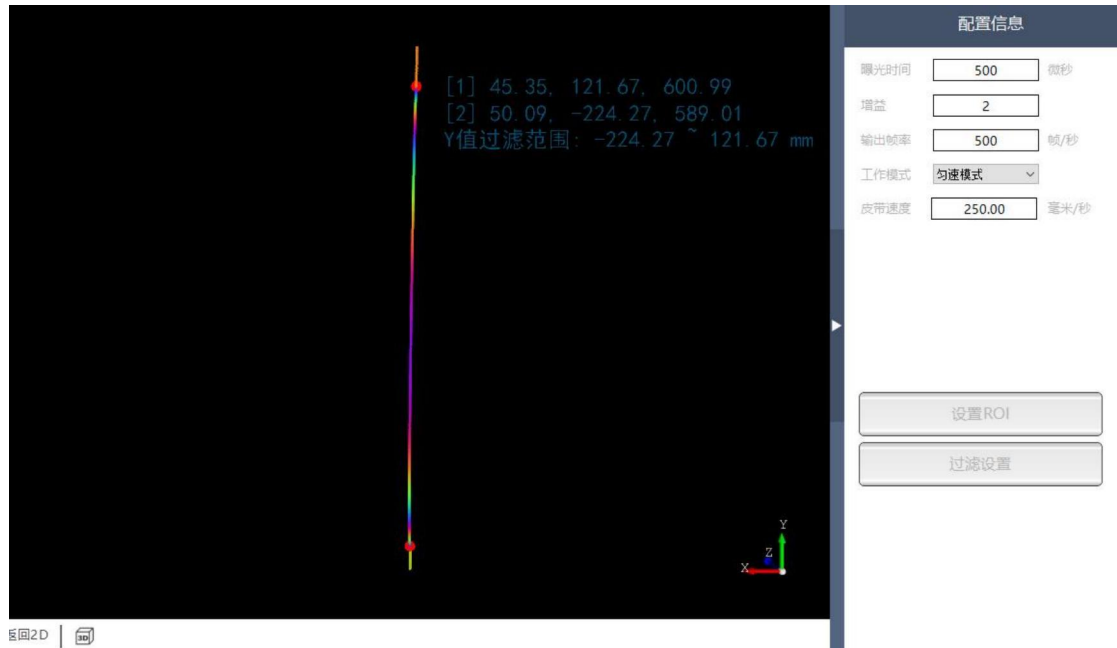 配置信息
[1] 45.35, 121.67, 600.99
[2] 50.09, -224.27, 589.01
Y值过滤范围: -224.27 ~ 121.67 mm
曝光时间 500 微秒
增益 2
输出帧率 500 帧/秒
工作模式 匀速模式
皮带速度 250.00 毫米/秒
设置ROI
过滤设置
Y
Z
X
返回2D
3D